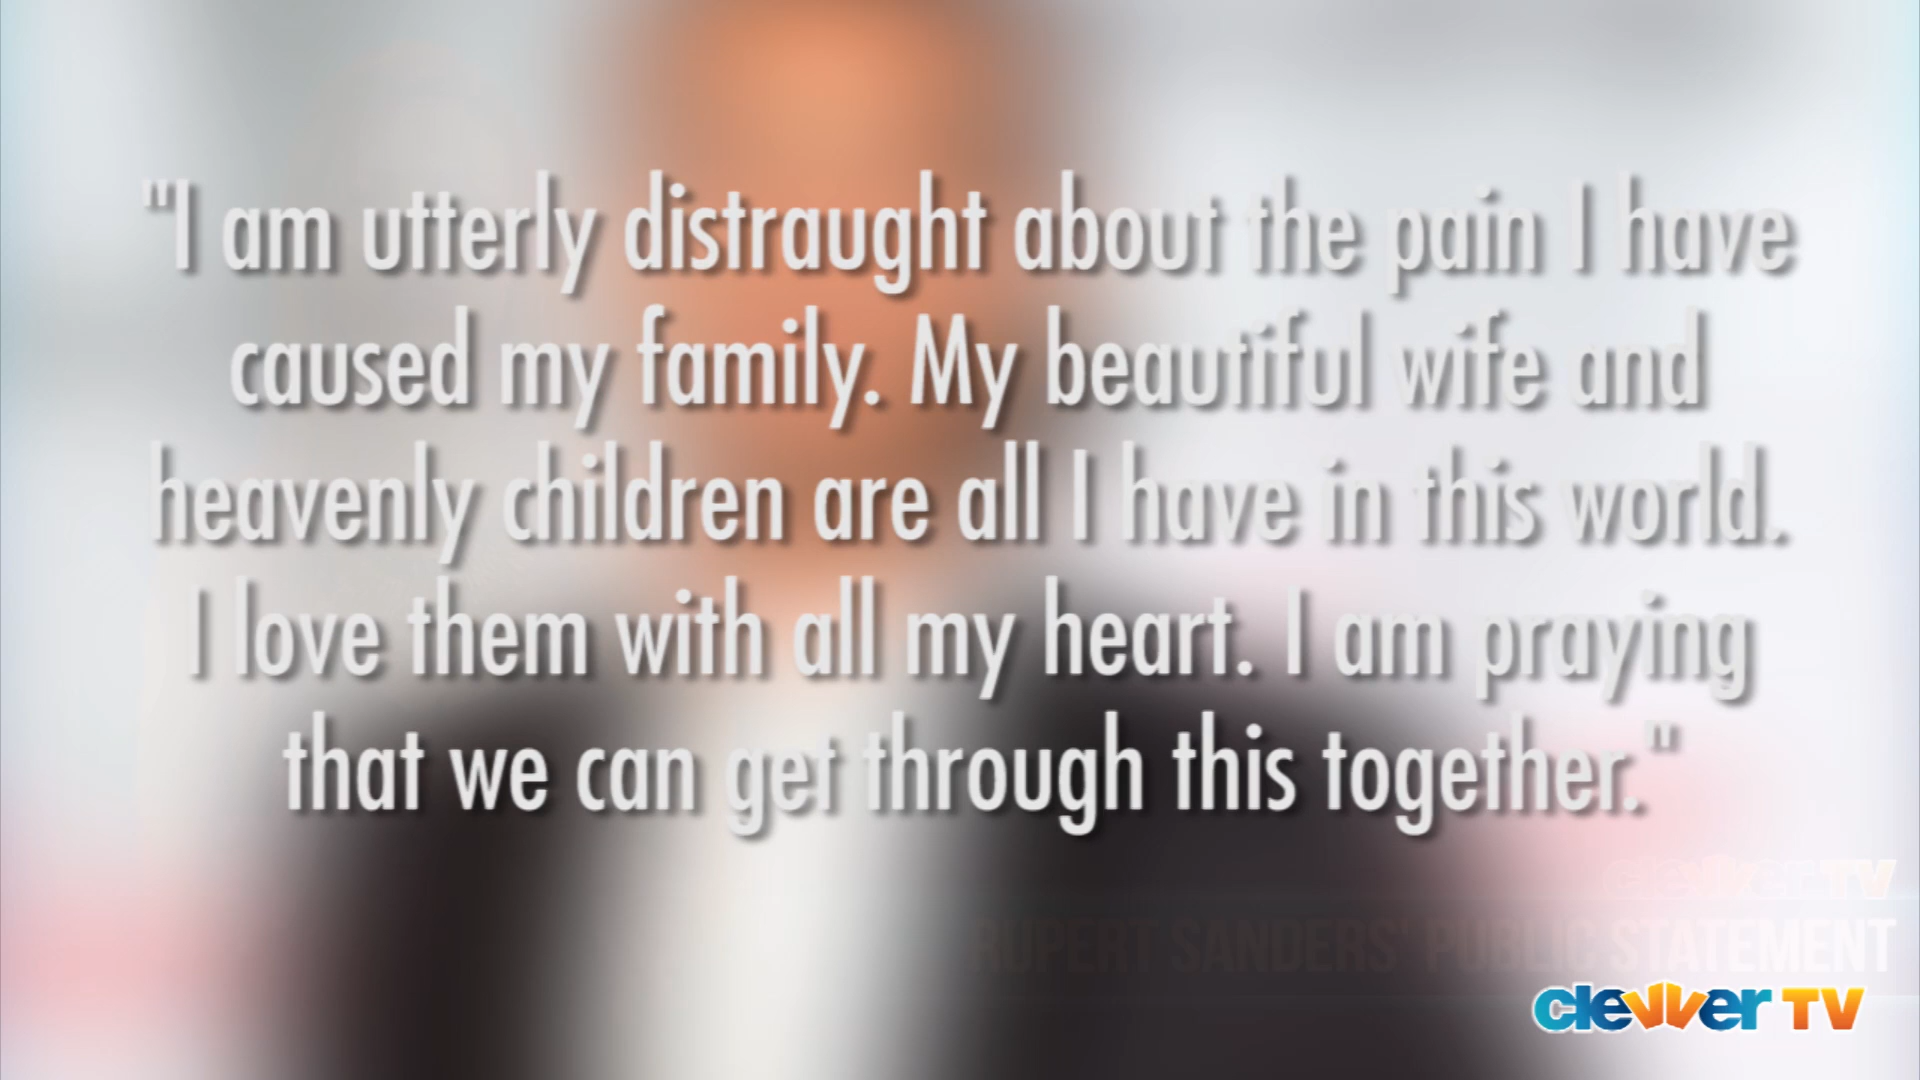 "I am utterly distraught about the pain I have
caused my family. My beautiful wife and
heavenly children are all I have in this world.
I love them with all my heart. I am praying
that we can get through this together."
clevver TV
RUPERT SANDERS' PUBLIC STATEMENT
clevver TV